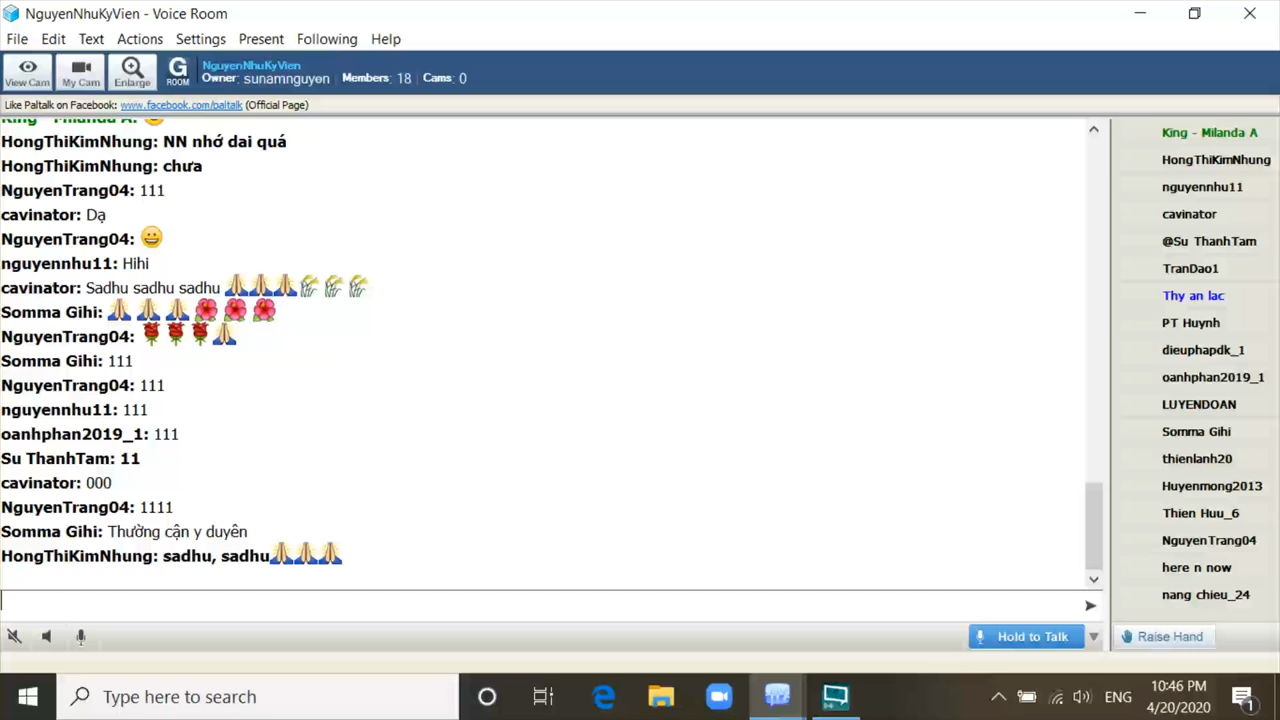 NguyenNhuKyVien - Voice Room
File Edit Text Actions Settings Present Following Help
View Cam My Cam Enlarge G ROOM NguyenNhuKyVien
Owner: sunamnguyen Members: 18 Cams: 0
Like Paltalk on Facebook: www.facebook.com/paltalk (Official Page)
King - Milanda A:
HongThiKimNhung: NN nhớ dai quá
HongThiKimNhung: chưa
NguyenTrang04: 111
cavinator: Dạ
NguyenTrang04:
nguyennhu11: Hihi
cavinator: Sadhu sadhu sadhu
Somma Gihi:
NguyenTrang04:
Somma Gihi: 111
NguyenTrang04: 111
nguyennhu11: 111
oanhphan2019_1: 111
Su ThanhTam: 11
cavinator: 000
NguyenTrang04: 1111
Somma Gihi: Thường cận y duyên
HongThiKimNhung: sadhu, sadhu
King - Milanda A
HongThiKimNhung
nguyennhu11
cavinator
@Su ThanhTam
TranDao1
Thy an lac
PT Huynh
dieuphapdk_1
oanhphan2019_1
LUYENDOAN
Somma Gihi
thienlanh20
Huyenmong2013
Thien Huu_6
NguyenTrang04
here n now
nang chieu_24
Hold to Talk
Raise Hand
Type here to search
ENG
10:46 PM
4/20/2020
1